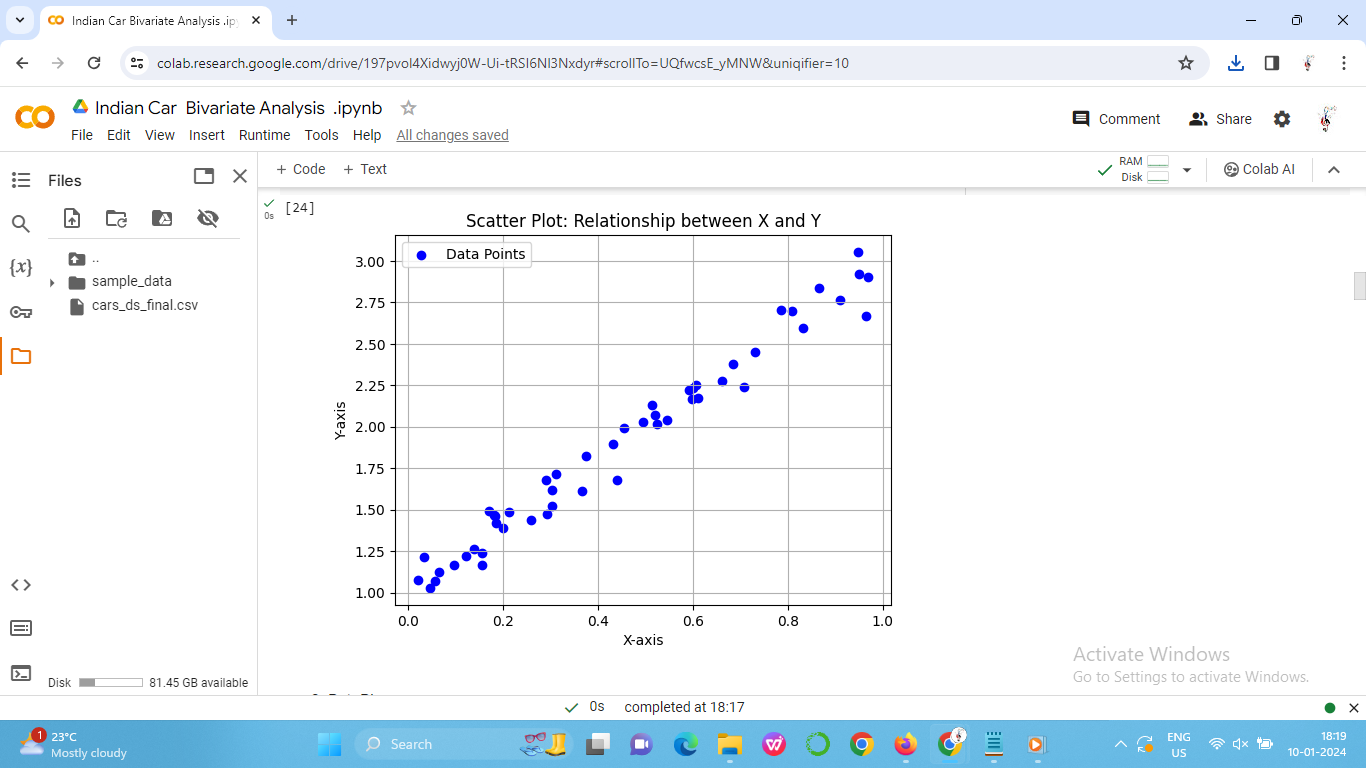 Indian Car Bivariate Analysis .ip
colab.research.google.com/drive/197pvol4Xidwyj0W-Ui-tRSI6NI3Nxdyr#scrollTo=UQfwcsE_yMNW&uniqifier=10
Indian Car Bivariate Analysis .ipynb
File Edit View Insert Runtime Tools Help All changes saved
Comment Share
Files
+ Code + Text
RAM
Disk
Colab AI
..
sample_data
cars_ds_final.csv
{x}
<>
0s
[24]
Scatter Plot: Relationship between X and Y
Data Points
3.00
2.75
2.50
2.25
2.00
1.75
1.50
1.25
1.00
Y-axis
0.0 0.2 0.4 0.6 0.8 1.0
X-axis
Activate Windows
Go to Settings to activate Windows.
Disk 81.45 GB available
0s completed at 18:17
1
23°C
Mostly cloudy
Search
ENG
US
18:19
10-01-2024